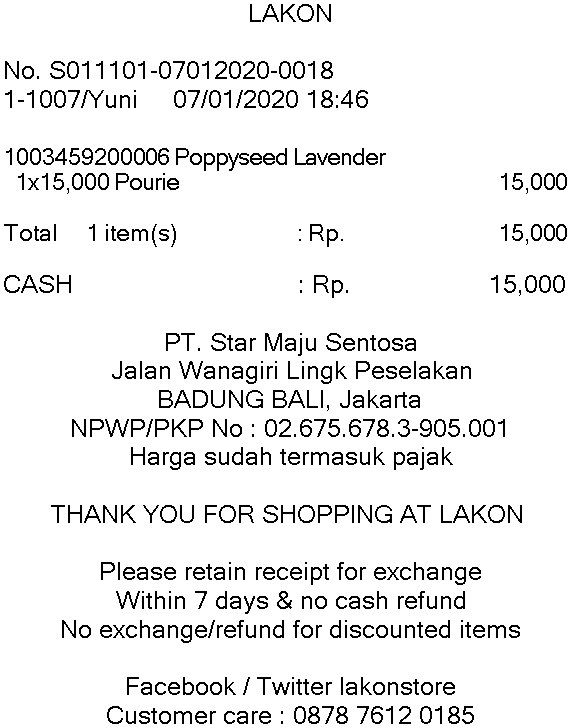 LAKON
No. S011101-07012020-0018
1-1007/Yuni 07/01/2020 18:46
1003459200006 Poppyseed Lavender
1x15,000 Pourie 15,000
Total 1 item(s) : Rp. 15,000
CASH : Rp. 15,000
PT. Star Maju Sentosa
Jalan Wanagiri Lingk Peselakan
BADUNG BALI, Jakarta
NPWP/PKP No : 02.675.678.3-905.001
Harga sudah termasuk pajak
THANK YOU FOR SHOPPING AT LAKON
Please retain receipt for exchange
Within 7 days & no cash refund
No exchange/refund for discounted items
Facebook / Twitter lakonstore
Customer care : 0878 7612 0185